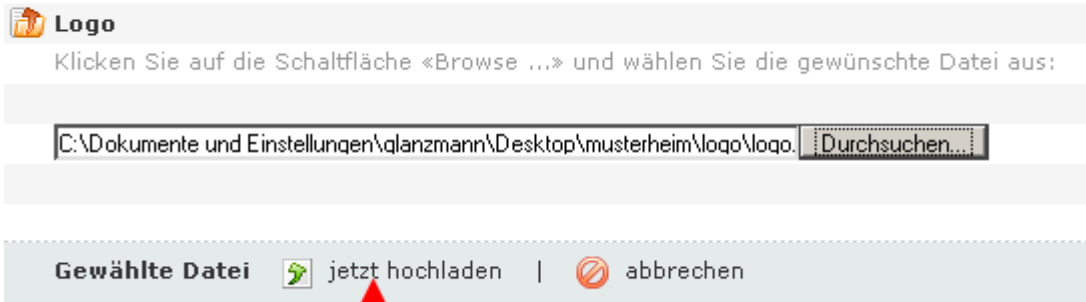 Logo
Klicken Sie auf die Schaltfläche «Browse ...» und wählen Sie die gewünschte Datei aus:
C:\Dokumente und Einstellungen\glanzmann\Desktop\musterheim\logo\logo. Durchsuchen...
Gewählte Datei jetzt hochladen | abbrechen